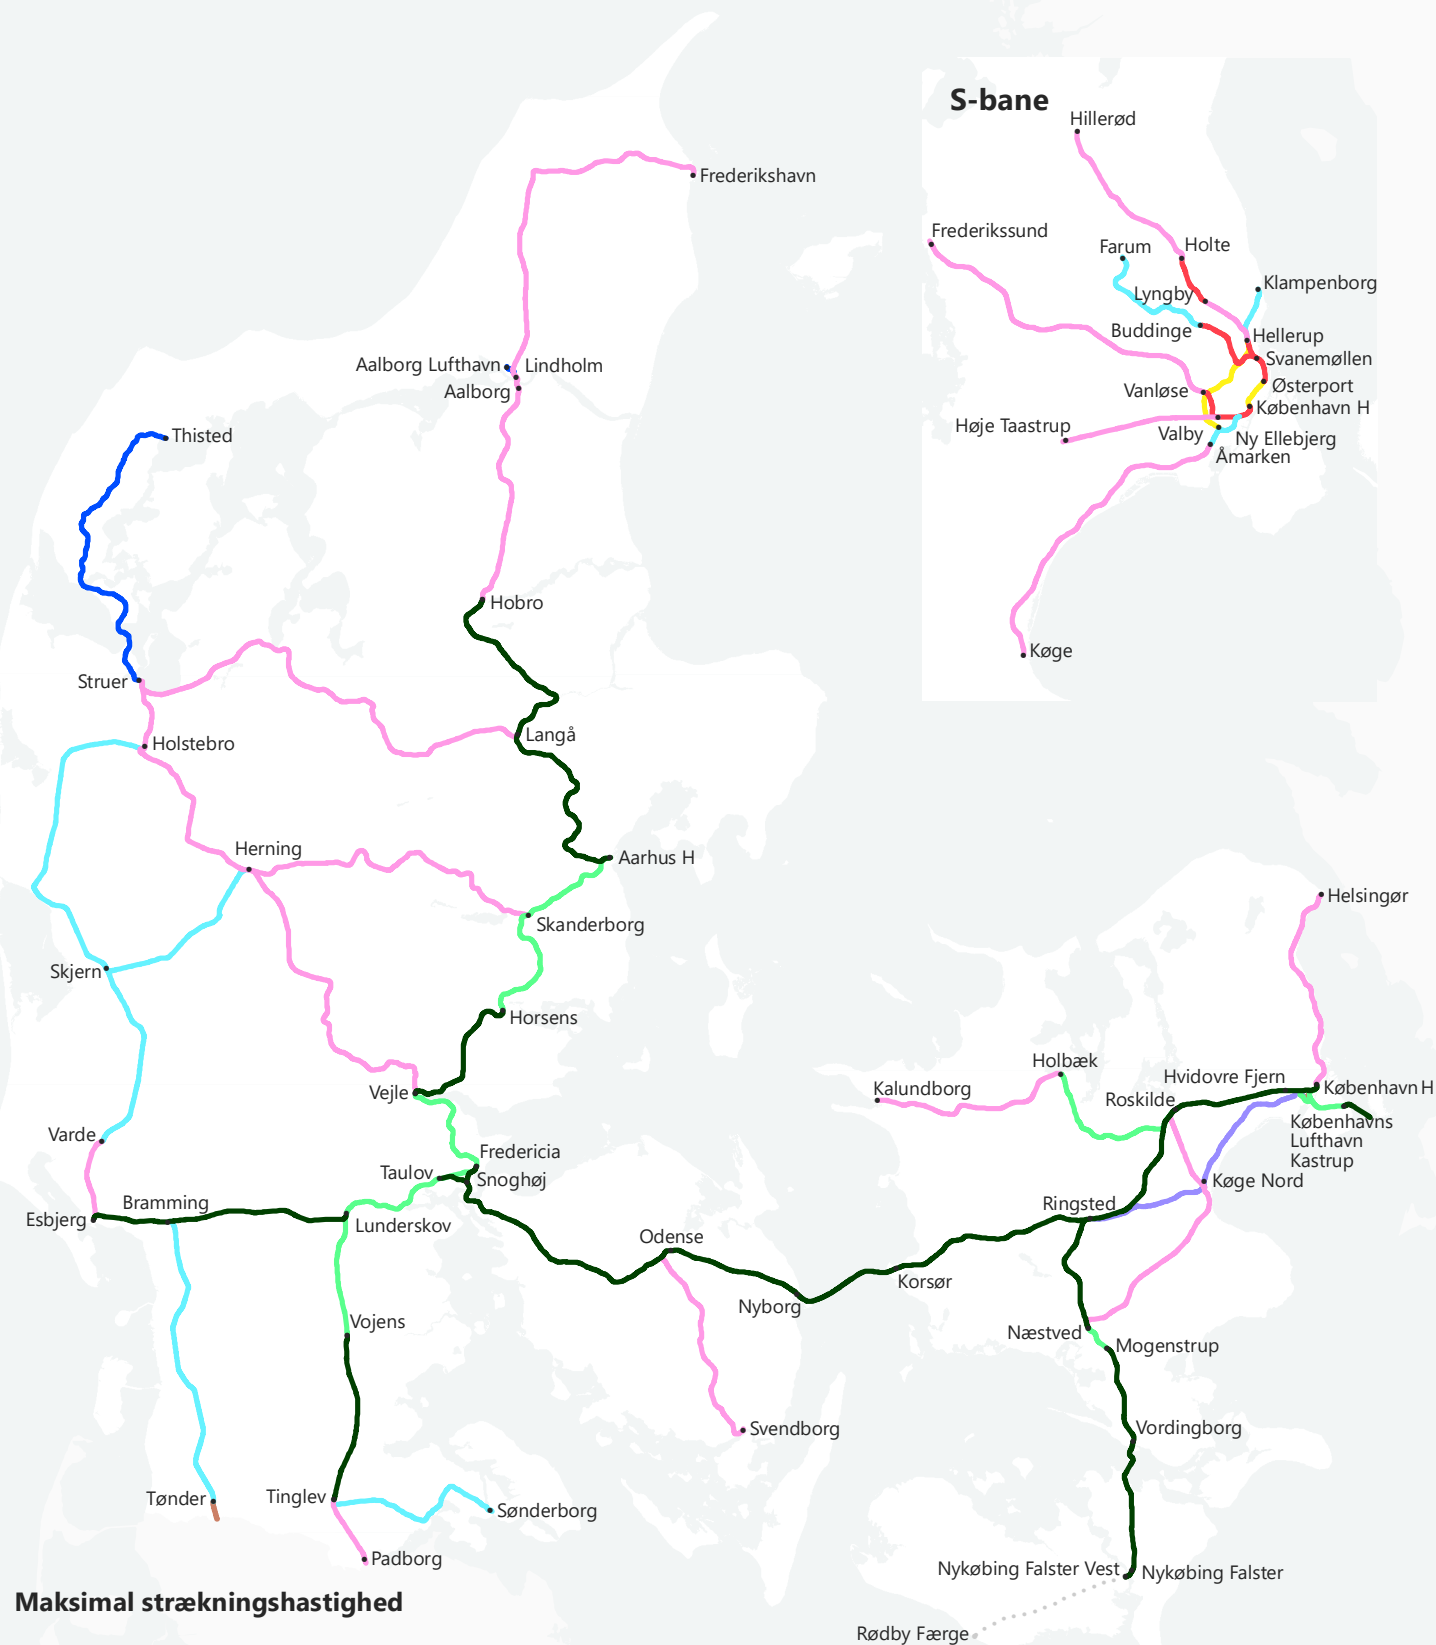 S-bane
Hillerød
Frederikshavn
Frederikssund
Farum
Holte
Klampenborg
Lyngby
Buddinge
Hellerup
Svanemøllen
Aalborg Lufthavn
Lindholm
Aalborg
Vanløse
Østerport
København H
Høje Taastrup
Valby
Ny Ellebjerg
Åmarken
Thisted
Hobro
Køge
Struer
Langå
Holstebro
Herning
Aarhus H
Helsingør
Skanderborg
Skjern
Horsens
Holbæk
Hvidovre Fjern
København H
Kalundborg
Vejle
Roskilde
Københavns
Lufthavn
Kastrup
Varde
Fredericia
Taulov
Snoghøj
Køge Nord
Bramming
Ringsted
Esbjerg
Lunderskov
Odense
Korsør
Nyborg
Vojens
Næstved
Mogenstrup
Svendborg
Vordingborg
Tønder
Tinglev
Sønderborg
Padborg
Nykøbing Falster Vest
Nykøbing Falster
Maksimal strækningshastighed
Rødby Færge